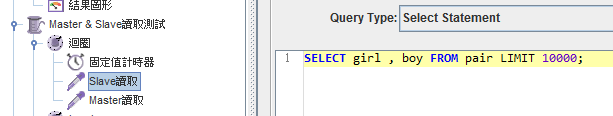 結果圖形
Master & Slave讀取測試
迴圈
固定值計時器
Slave讀取
Master讀取
Query Type: Select Statement
1 SELECT girl , boy FROM pair LIMIT 10000;